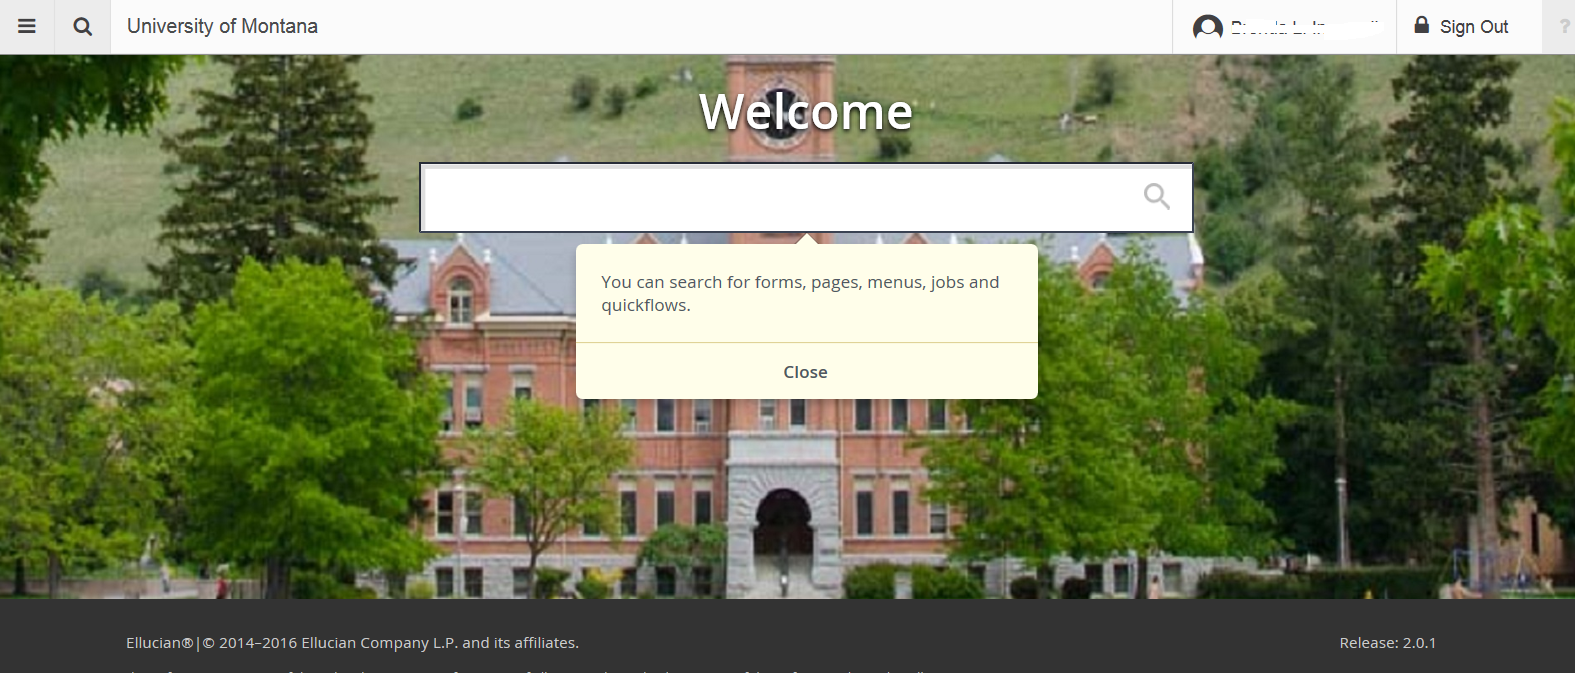 University of Montana
Sign Out
?
Welcome
You can search for forms, pages, menus, jobs and
quickflows.
Close
Ellucian®|© 2014–2016 Ellucian Company L.P. and its affiliates.
Release: 2.0.1